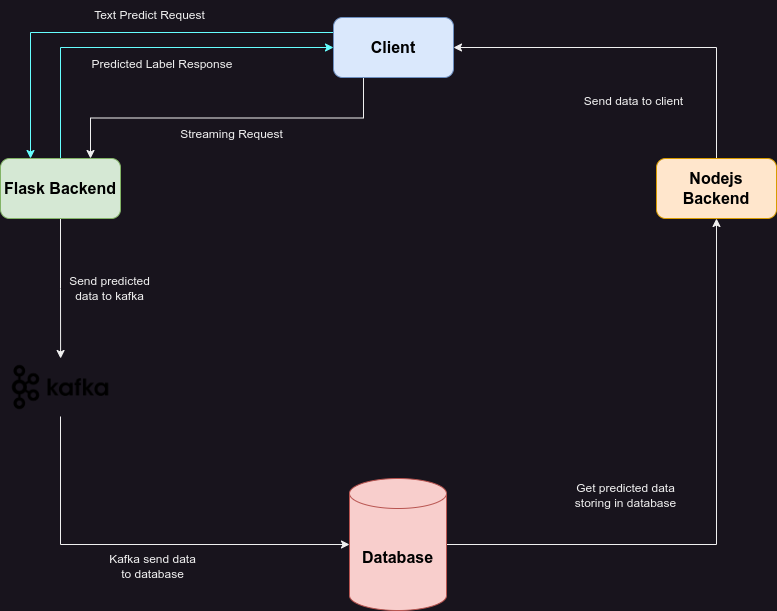 Text Predict Request
Client
Predicted Label Response
Send data to client
Streaming Request
Flask Backend
Nodejs
Backend
Send predicted
data to kafka
kafka
Get predicted data
storing in database
Database
Kafka send data
to database